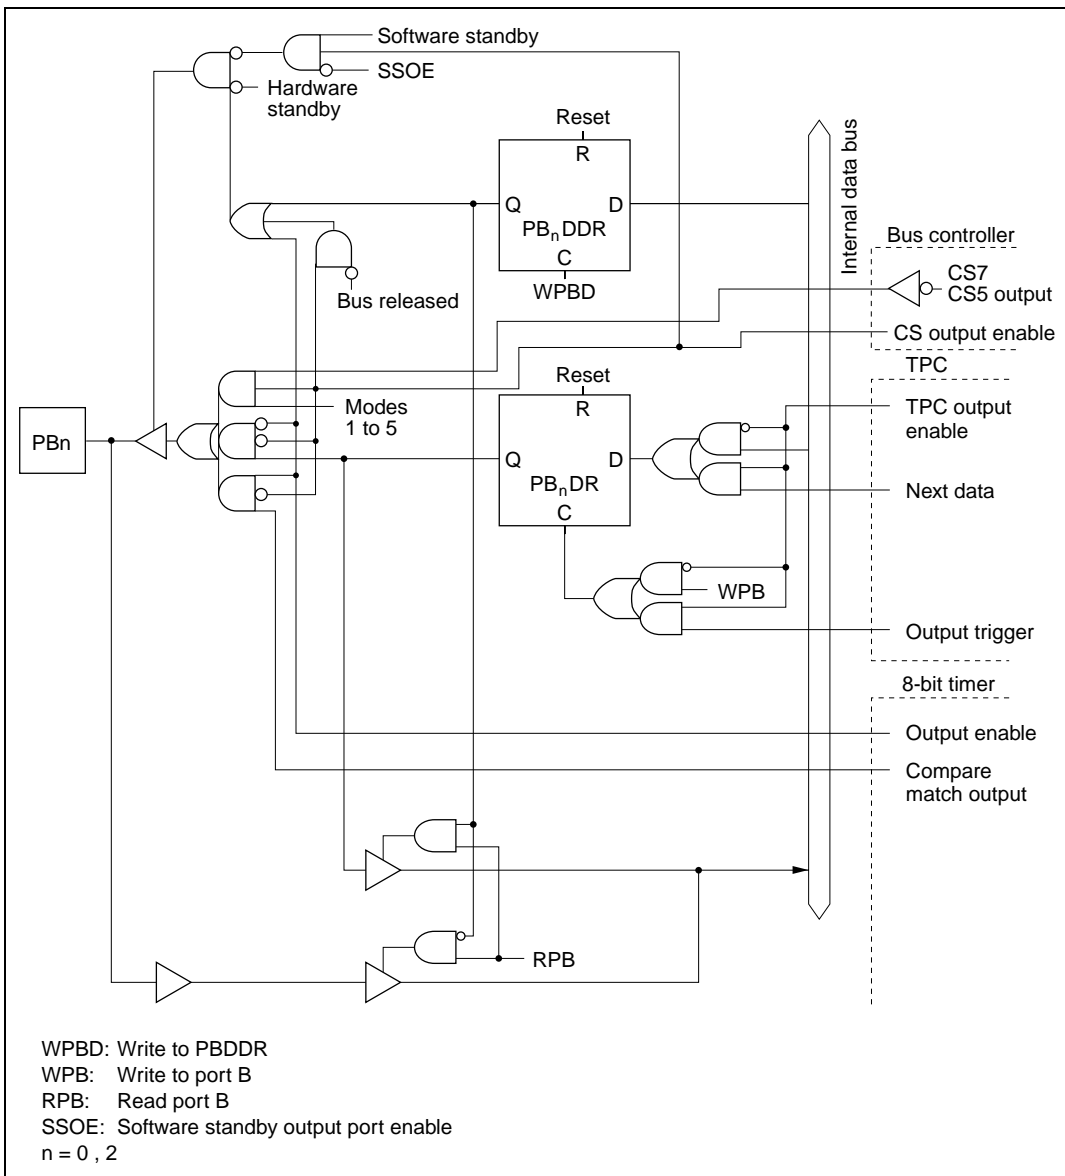 Software standby
SSOE
Hardware
standby
Reset
R
Q
D
PBnDDR
C
WPBD
Bus released
Internal data bus
Bus controller
CS7
CS5 output
CS output enable
TPC
Modes
1 to 5
PBn
Reset
R
Q
D
PBnDR
C
TPC output
enable
Next data
WPB
Output trigger
8-bit timer
Output enable
Compare
match output
RPB
WPBD: Write to PBDDR
WPB: Write to port B
RPB: Read port B
SSOE: Software standby output port enable
n = 0 , 2